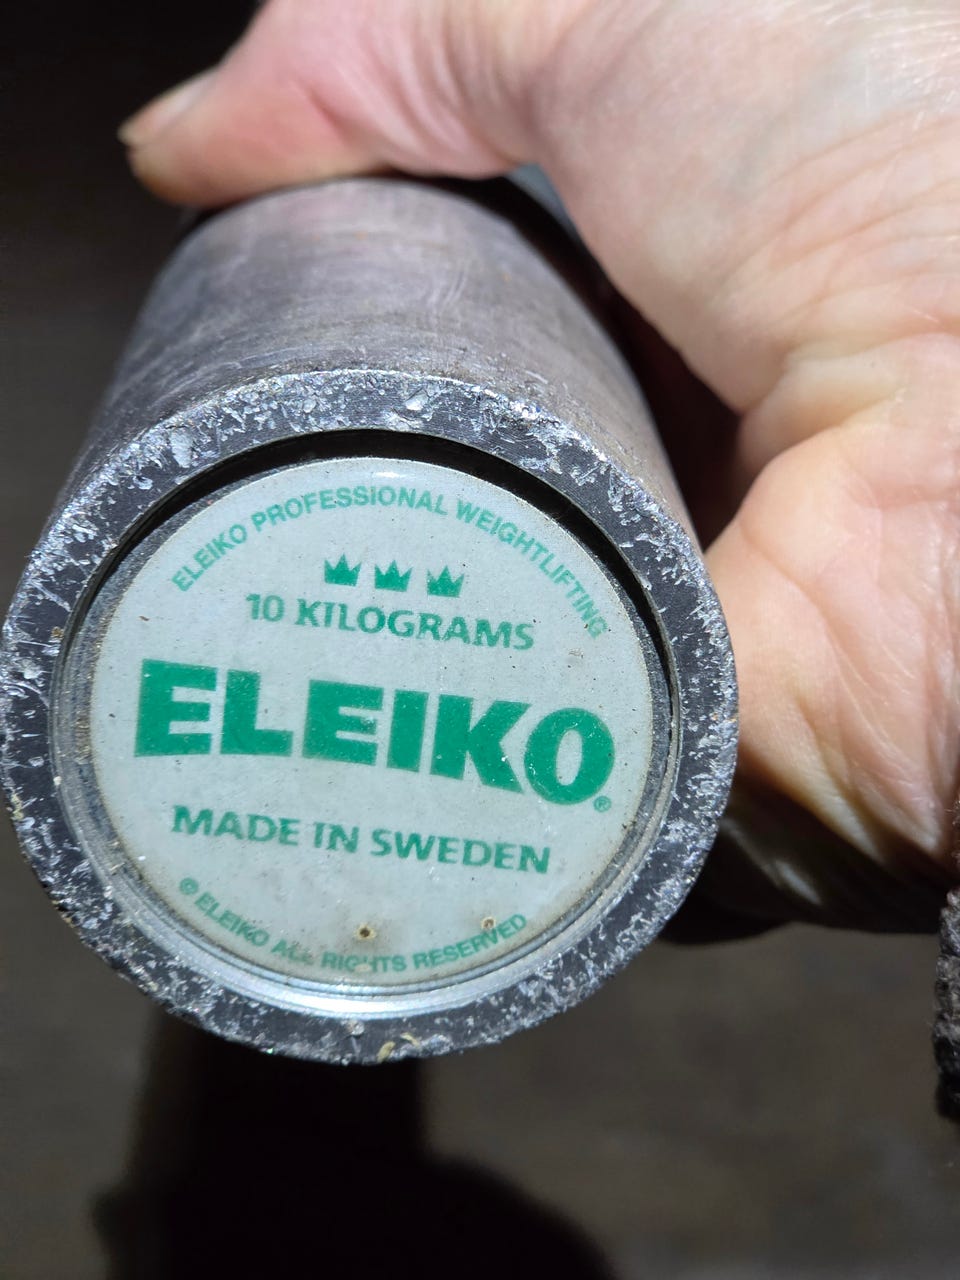 ELEIKO PROFESSIONAL WEIGHTLIFTING
10 KILOGRAMS
ELEIKO®
MADE IN SWEDEN
© ELEIKO ALL RIGHTS RESERVED